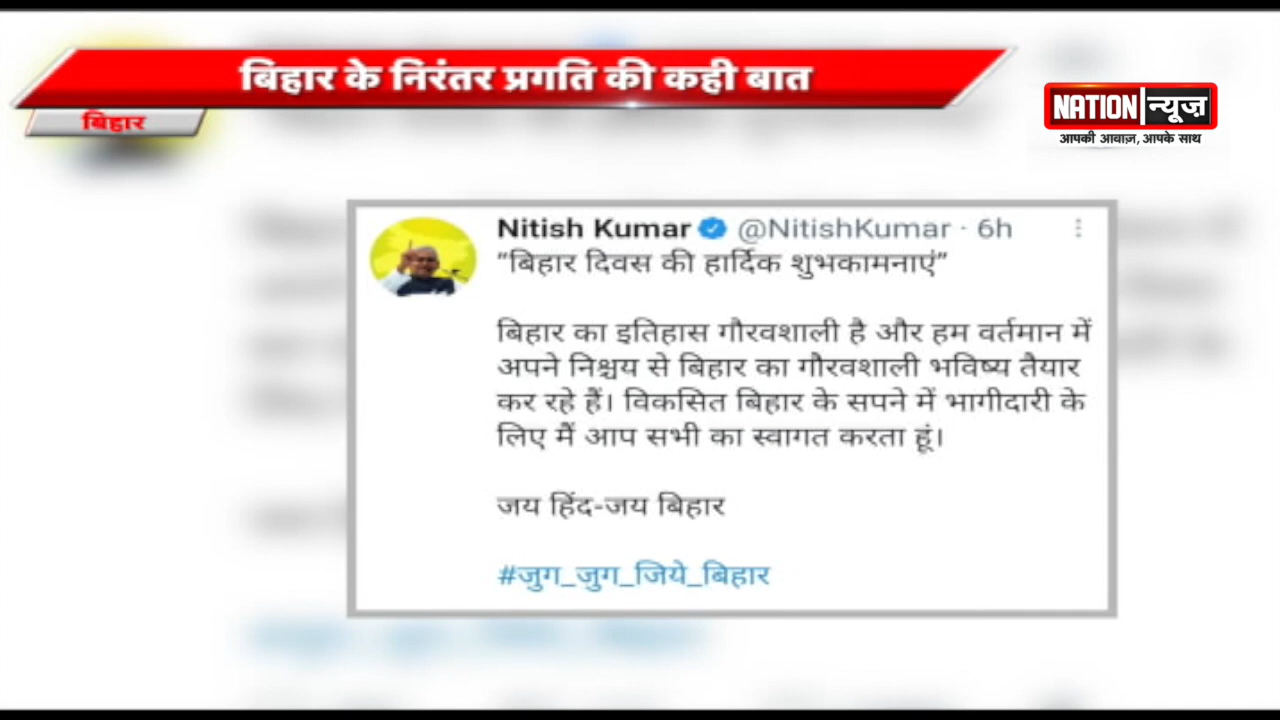 बिहार के निरंतर प्रगति की कही बात
बिहार
NATION न्यूज़
आपकी आवाज़, आपके साथ
Nitish Kumar @NitishKumar · 6h
"बिहार दिवस की हार्दिक शुभकामनाएं"
बिहार का इतिहास गौरवशाली है और हम वर्तमान में
अपने निश्चय से बिहार का गौरवशाली भविष्य तैयार
कर रहे हैं। विकसित बिहार के सपने में भागीदारी के
लिए मैं आप सभी का स्वागत करता हूं।
जय हिंद-जय बिहार
#जुग_जुग_जिये_बिहार